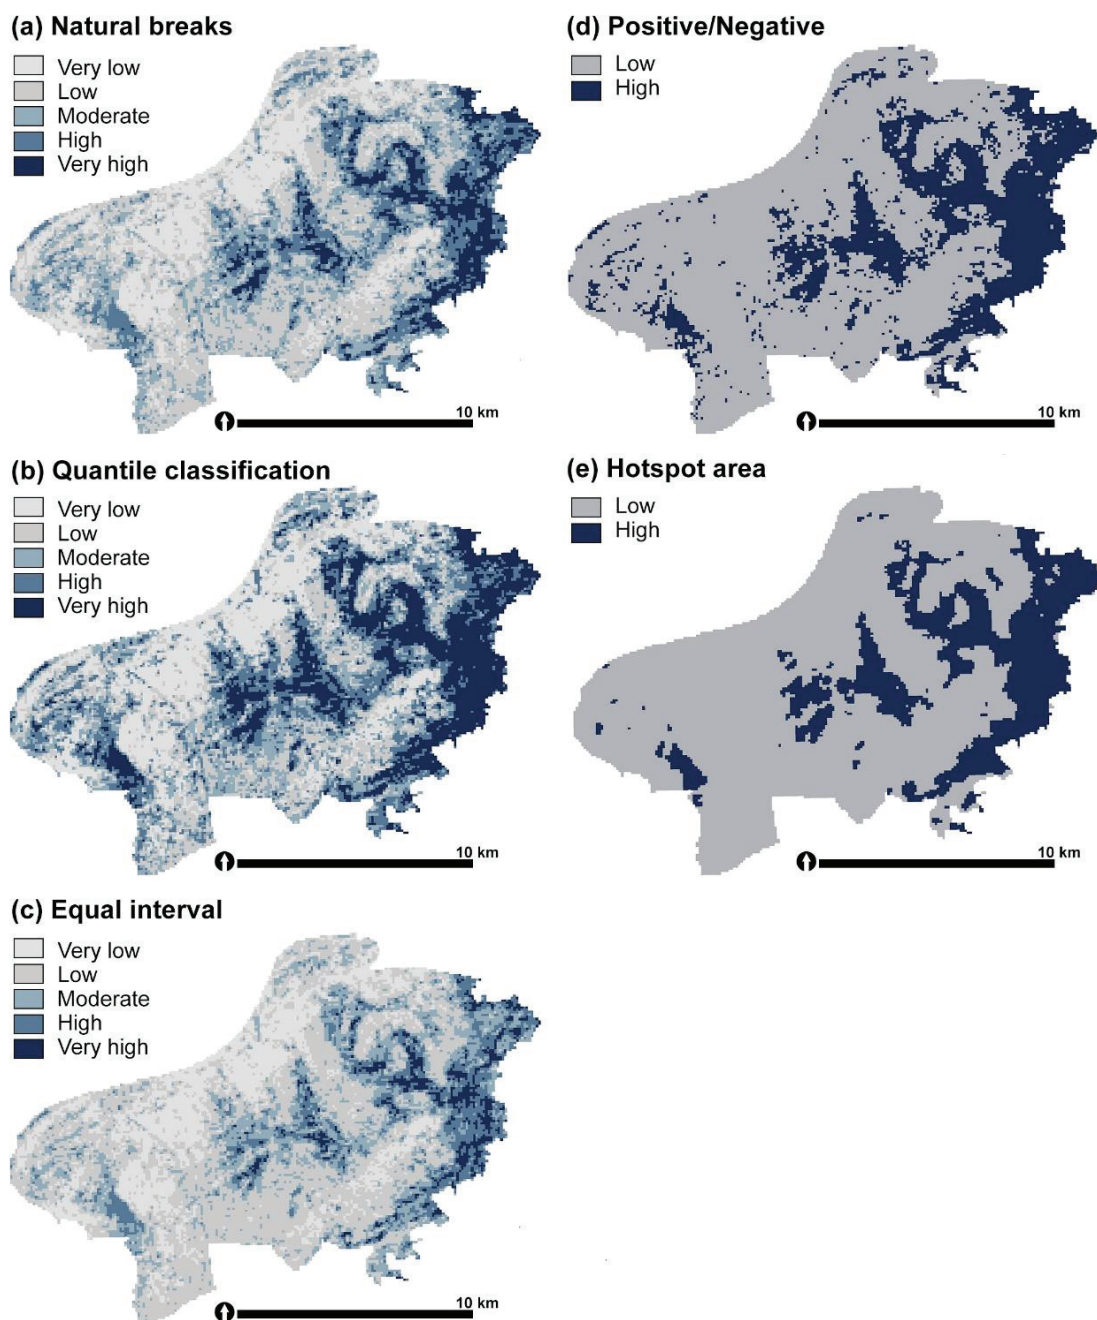 (a) Natural breaks
Very low
Low
Moderate
High
Very high
10 km
(d) Positive/Negative
Low
High
10 km
(b) Quantile classification
Very low
Low
Moderate
High
Very high
10 km
(e) Hotspot area
Low
High
10 km
(c) Equal interval
Very low
Low
Moderate
High
Very high
10 km